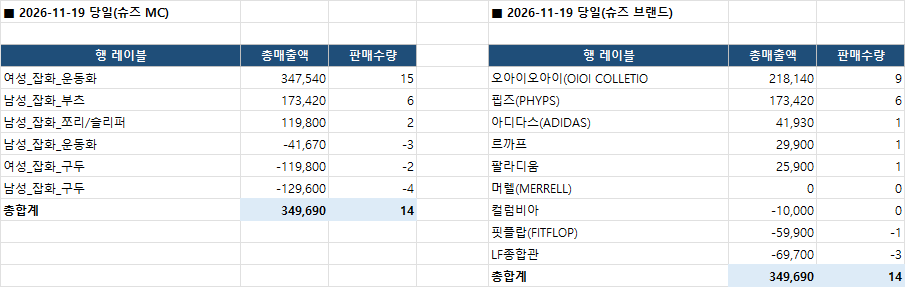 ■ 2026-11-19 당일(슈즈 MC)
행 레이블 총매출액 판매수량
여성_잡화_운동화 347,540 15
남성_잡화_부츠 173,420 6
남성_잡화_쪼리/슬리퍼 119,800 2
남성_잡화_운동화 -41,670 -3
여성_잡화_구두 -119,800 -2
남성_잡화_구두 -129,600 -4
총합계 349,690 14
■ 2026-11-19 당일(슈즈 브랜드)
행 레이블 총매출액 판매수량
오아이오아이(OIOI COLLETIO 218,140 9
핍즈(PHYPS) 173,420 6
아디다스(ADIDAS) 41,930 1
르까프 29,900 1
팔라디움 25,900 1
머렐(MERRELL) 0 0
컬럼비아 -10,000 0
핏플랍(FITFLOP) -59,900 -1
LF종합관 -69,700 -3
총합계 349,690 14